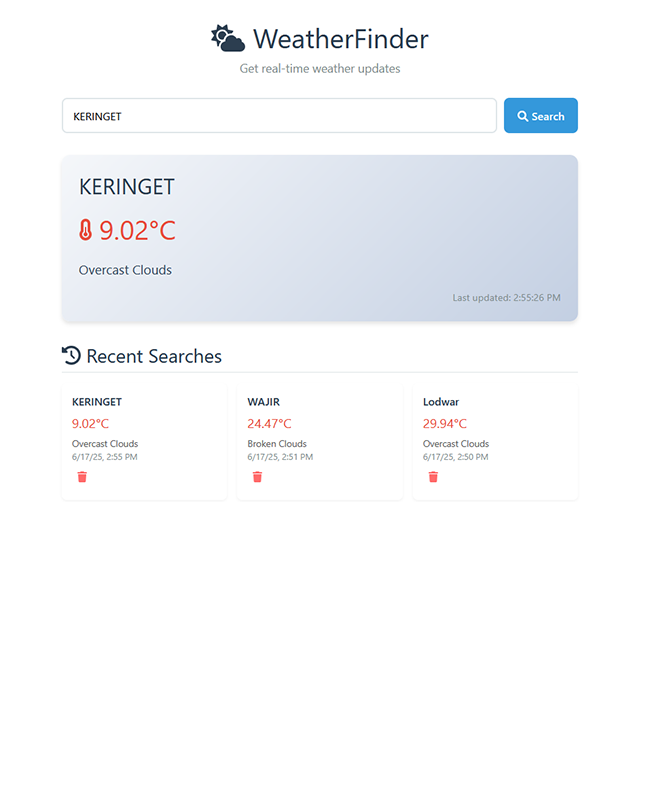 WeatherFinder
Get real-time weather updates
KERINGET
Search
KERINGET
9.02°C
Overcast Clouds
Last updated: 2:55:26 PM
Recent Searches
KERINGET
9.02°C
Overcast Clouds
6/17/25, 2:55 PM
WAJIR
24.47°C
Broken Clouds
6/17/25, 2:51 PM
Lodwar
29.94°C
Overcast Clouds
6/17/25, 2:50 PM